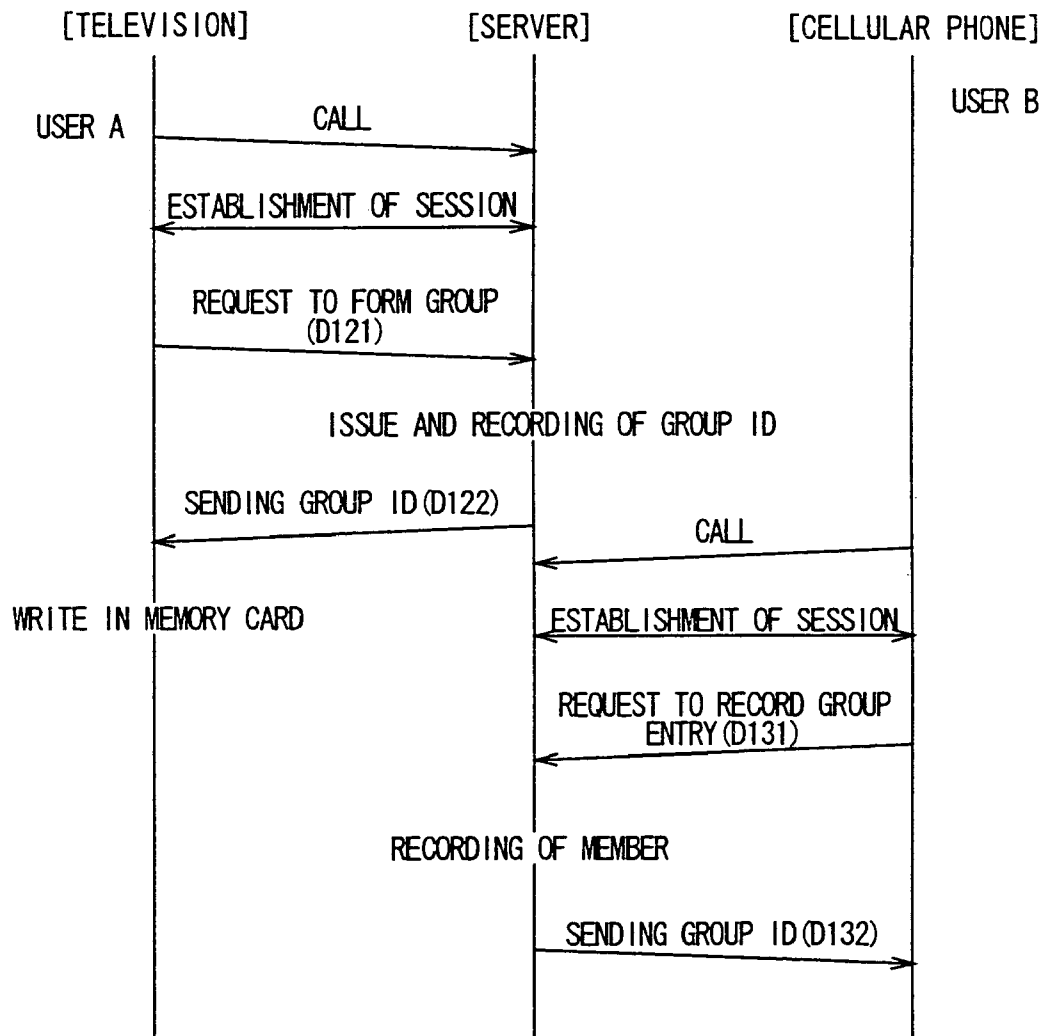 [TELEVISION] [SERVER] [CELLULAR PHONE]
USER B
USER A
CALL
ESTABLISHMENT OF SESSION
REQUEST TO FORM GROUP
(D121)
ISSUE AND RECORDING OF GROUP ID
SENDING GROUP ID(D122)
CALL
WRITE IN MEMORY CARD
ESTABLISHMENT OF SESSION
REQUEST TO RECORD GROUP
ENTRY(D131)
RECORDING OF MEMBER
SENDING GROUP ID(D132)